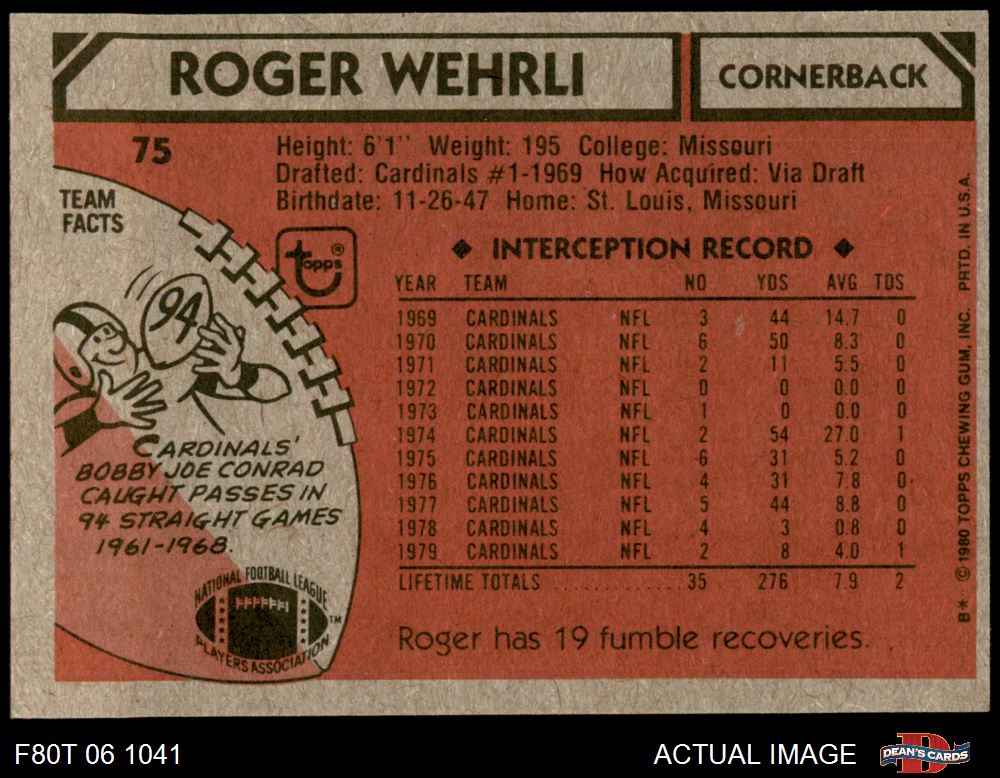 ROGER WEHRLI
CORNERBACK
75
Height: 6'1" Weight: 195 College: Missouri
Drafted: Cardinals #1-1969 How Acquired: Via Draft
Birthdate: 11-26-47 Home: St. Louis, Missouri
TEAM
FACTS
topps®
94
CARDINALS'
BOBBY JOE CONRAD
CAUGHT PASSES IN
94 STRAIGHT GAMES
1961-1968.
NATIONAL FOOTBALL LEAGUE
PLAYERS ASSOCIATION
TM
◆ INTERCEPTION RECORD ◆
YEAR TEAM NO YDS AVG TDS
1969 CARDINALS NFL 3 44 14.7 0
1970 CARDINALS NFL 6 50 8.3 0
1971 CARDINALS NFL 2 11 5.5 0
1972 CARDINALS NFL 0 0 0.0 0
1973 CARDINALS NFL 1 0 0.0 0
1974 CARDINALS NFL 2 54 27.0 1
1975 CARDINALS NFL 6 31 5.2 0
1976 CARDINALS NFL 4 31 7.8 0
1977 CARDINALS NFL 5 44 8.8 0
1978 CARDINALS NFL 4 3 0.8 0
1979 CARDINALS NFL 2 8 4.0 1
LIFETIME TOTALS 35 276 7.9 2
Roger has 19 fumble recoveries.
B* © 1980 TOPPS CHEWING GUM, INC. PRTD. IN U.S.A.
F80T 06 1041
ACTUAL IMAGE
DEAN'S CARDS